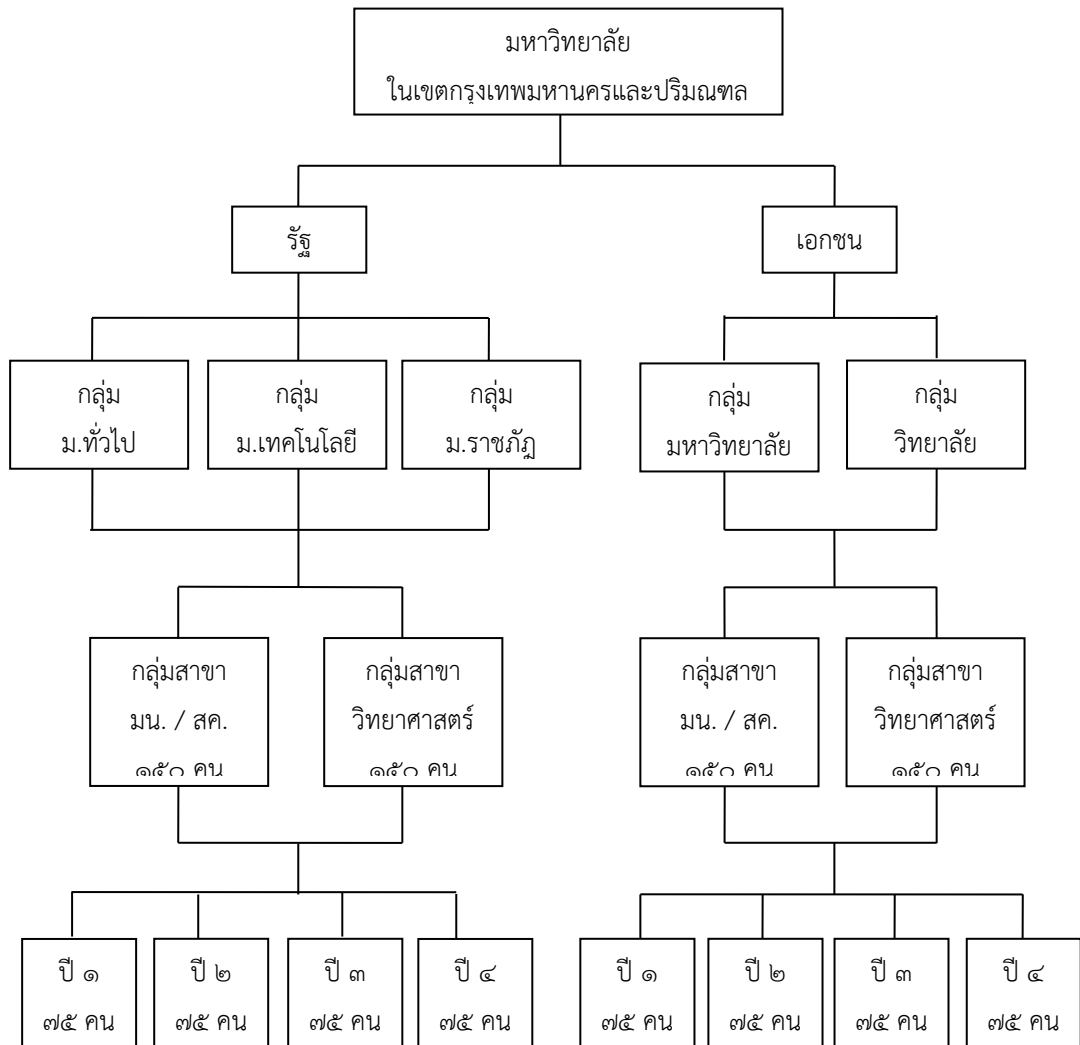 มหาวิทยาลัย
ในเขตกรุงเทพมหานครและปริมณฑล
รัฐ
เอกชน
กลุ่ม
ม.ทั่วไป
กลุ่ม
ม.เทคโนโลยี
กลุ่ม
ม.ราชภัฎ
กลุ่ม
มหาวิทยาลัย
กลุ่ม
วิทยาลัย
กลุ่มสาขา
มน. / สค.
๑๕๐ คน
กลุ่มสาขา
วิทยาศาสตร์
๑๕๐ คน
กลุ่มสาขา
มน. / สค.
๑๕๐ คน
กลุ่มสาขา
วิทยาศาสตร์
๑๕๐ คน
ปี ๑
๗๕ คน
ปี ๒
๗๕ คน
ปี ๓
๗๕ คน
ปี ๔
๗๕ คน
ปี ๑
๗๕ คน
ปี ๒
๗๕ คน
ปี ๓
๗๕ คน
ปี ๔
๗๕ คน